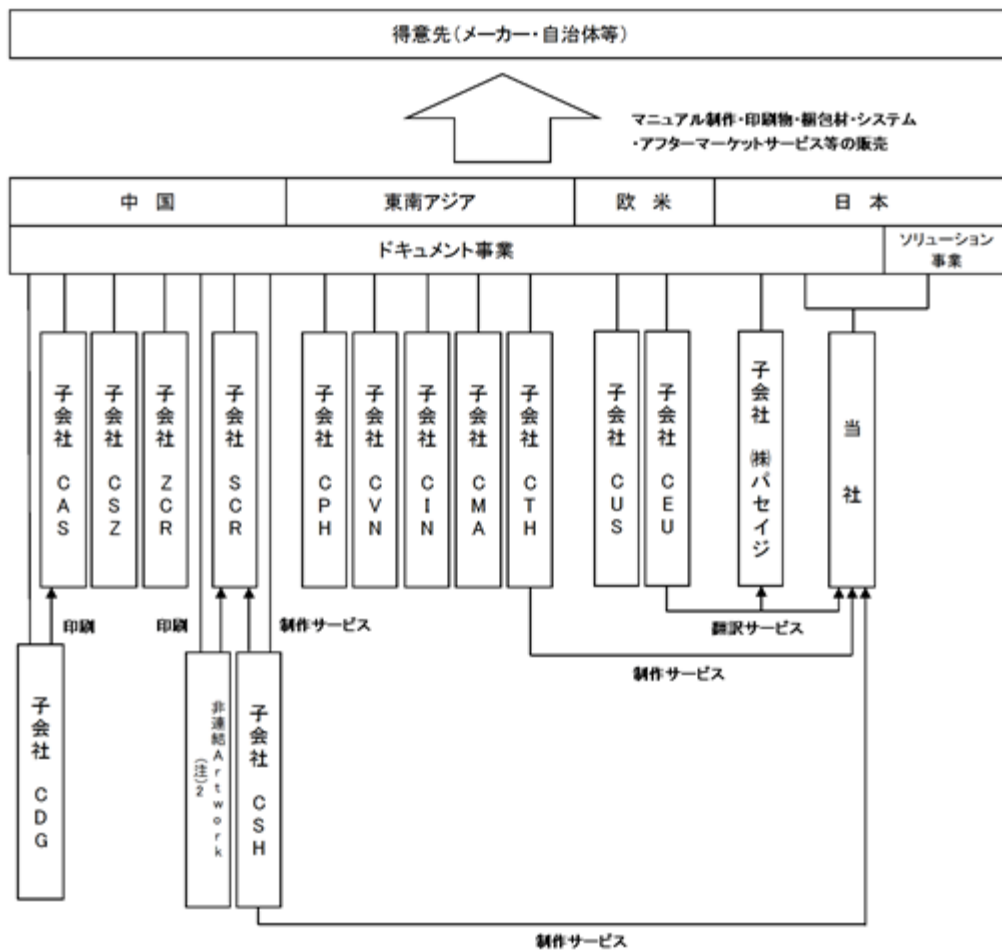 得意先(メーカー・自治体等)
マニュアル制作・印刷物・梱包材・システム
・アフターマーケットサービス等の販売
中 国
東南アジア
欧 米
日 本
ドキュメント事業
ソリューション
事業
子会社 CAS
子会社 CSZ
子会社 ZCR
子会社 SCR
子会社 CPH
子会社 CVN
子会社 CIN
子会社 CMA
子会社 CTH
子会社 CUS
子会社 CEU
子会社 ㈱パセイジ
当 社
印刷
印刷
制作サービス
翻訳サービス
制作サービス
子会社 CDG
非連結Artwork
(注)2
子会社 CSH
制作サービス